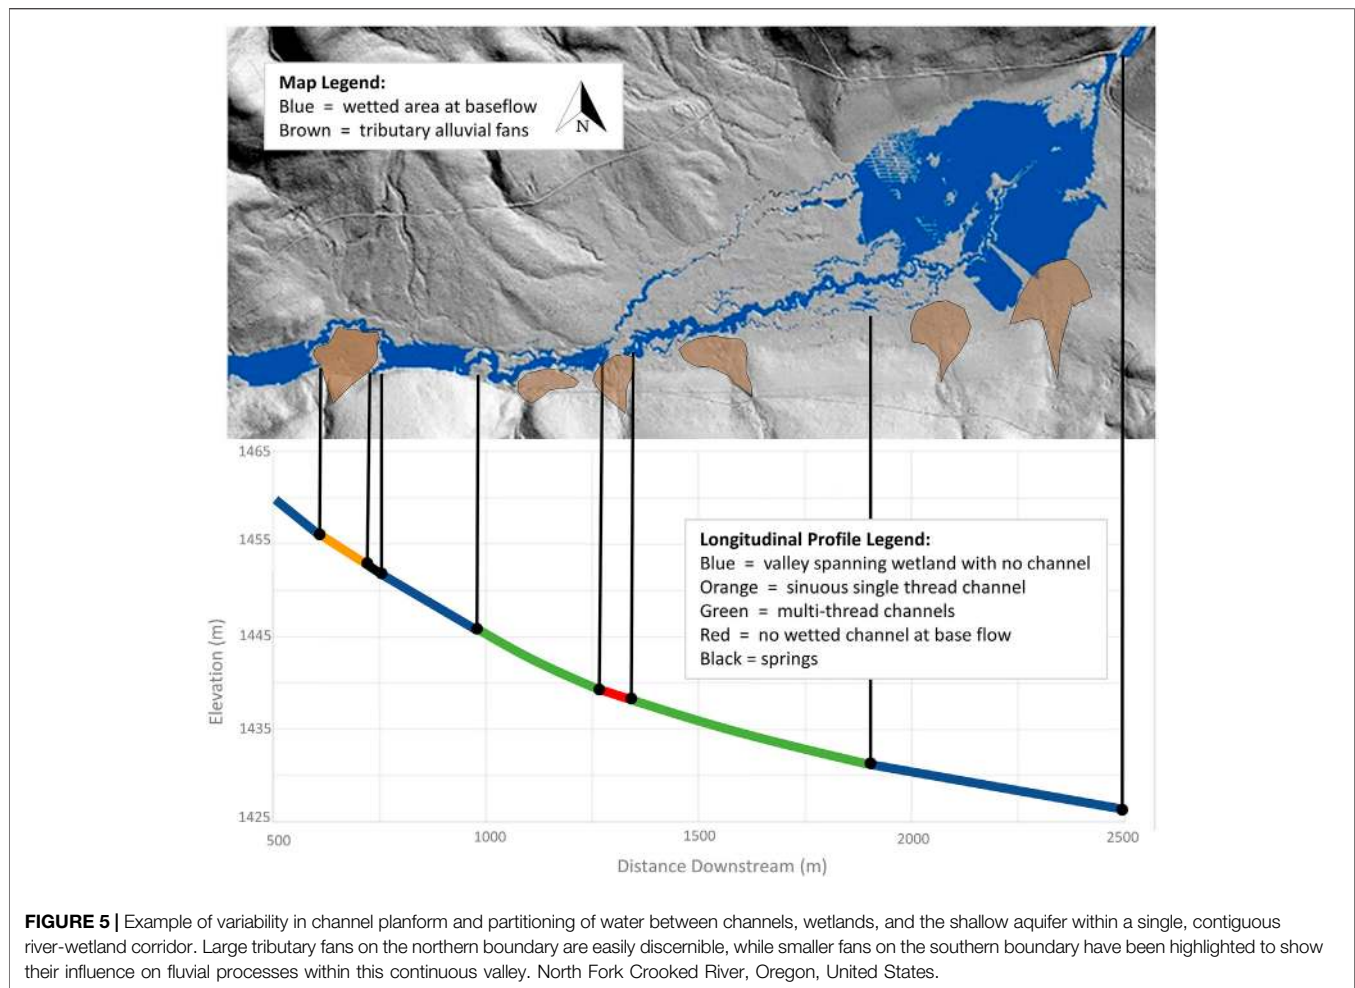 Map Legend:
Blue = wetted area at baseflow
Brown = tributary alluvial fans
N
1465
1455
1445
1435
1425
Elevation (m)
Longitudinal Profile Legend:
Blue = valley spanning wetland with no channel
Orange = sinuous single thread channel
Green = multi-thread channels
Red = no wetted channel at base flow
Black = springs
500 1000 1500 2000 2500
Distance Downstream (m)
FIGURE 5 | Example of variability in channel planform and partitioning of water between channels, wetlands, and the shallow aquifer within a single, contiguous
river-wetland corridor. Large tributary fans on the northern boundary are easily discernible, while smaller fans on the southern boundary have been highlighted to show
their influence on fluvial processes within this continuous valley. North Fork Crooked River, Oregon, United States.